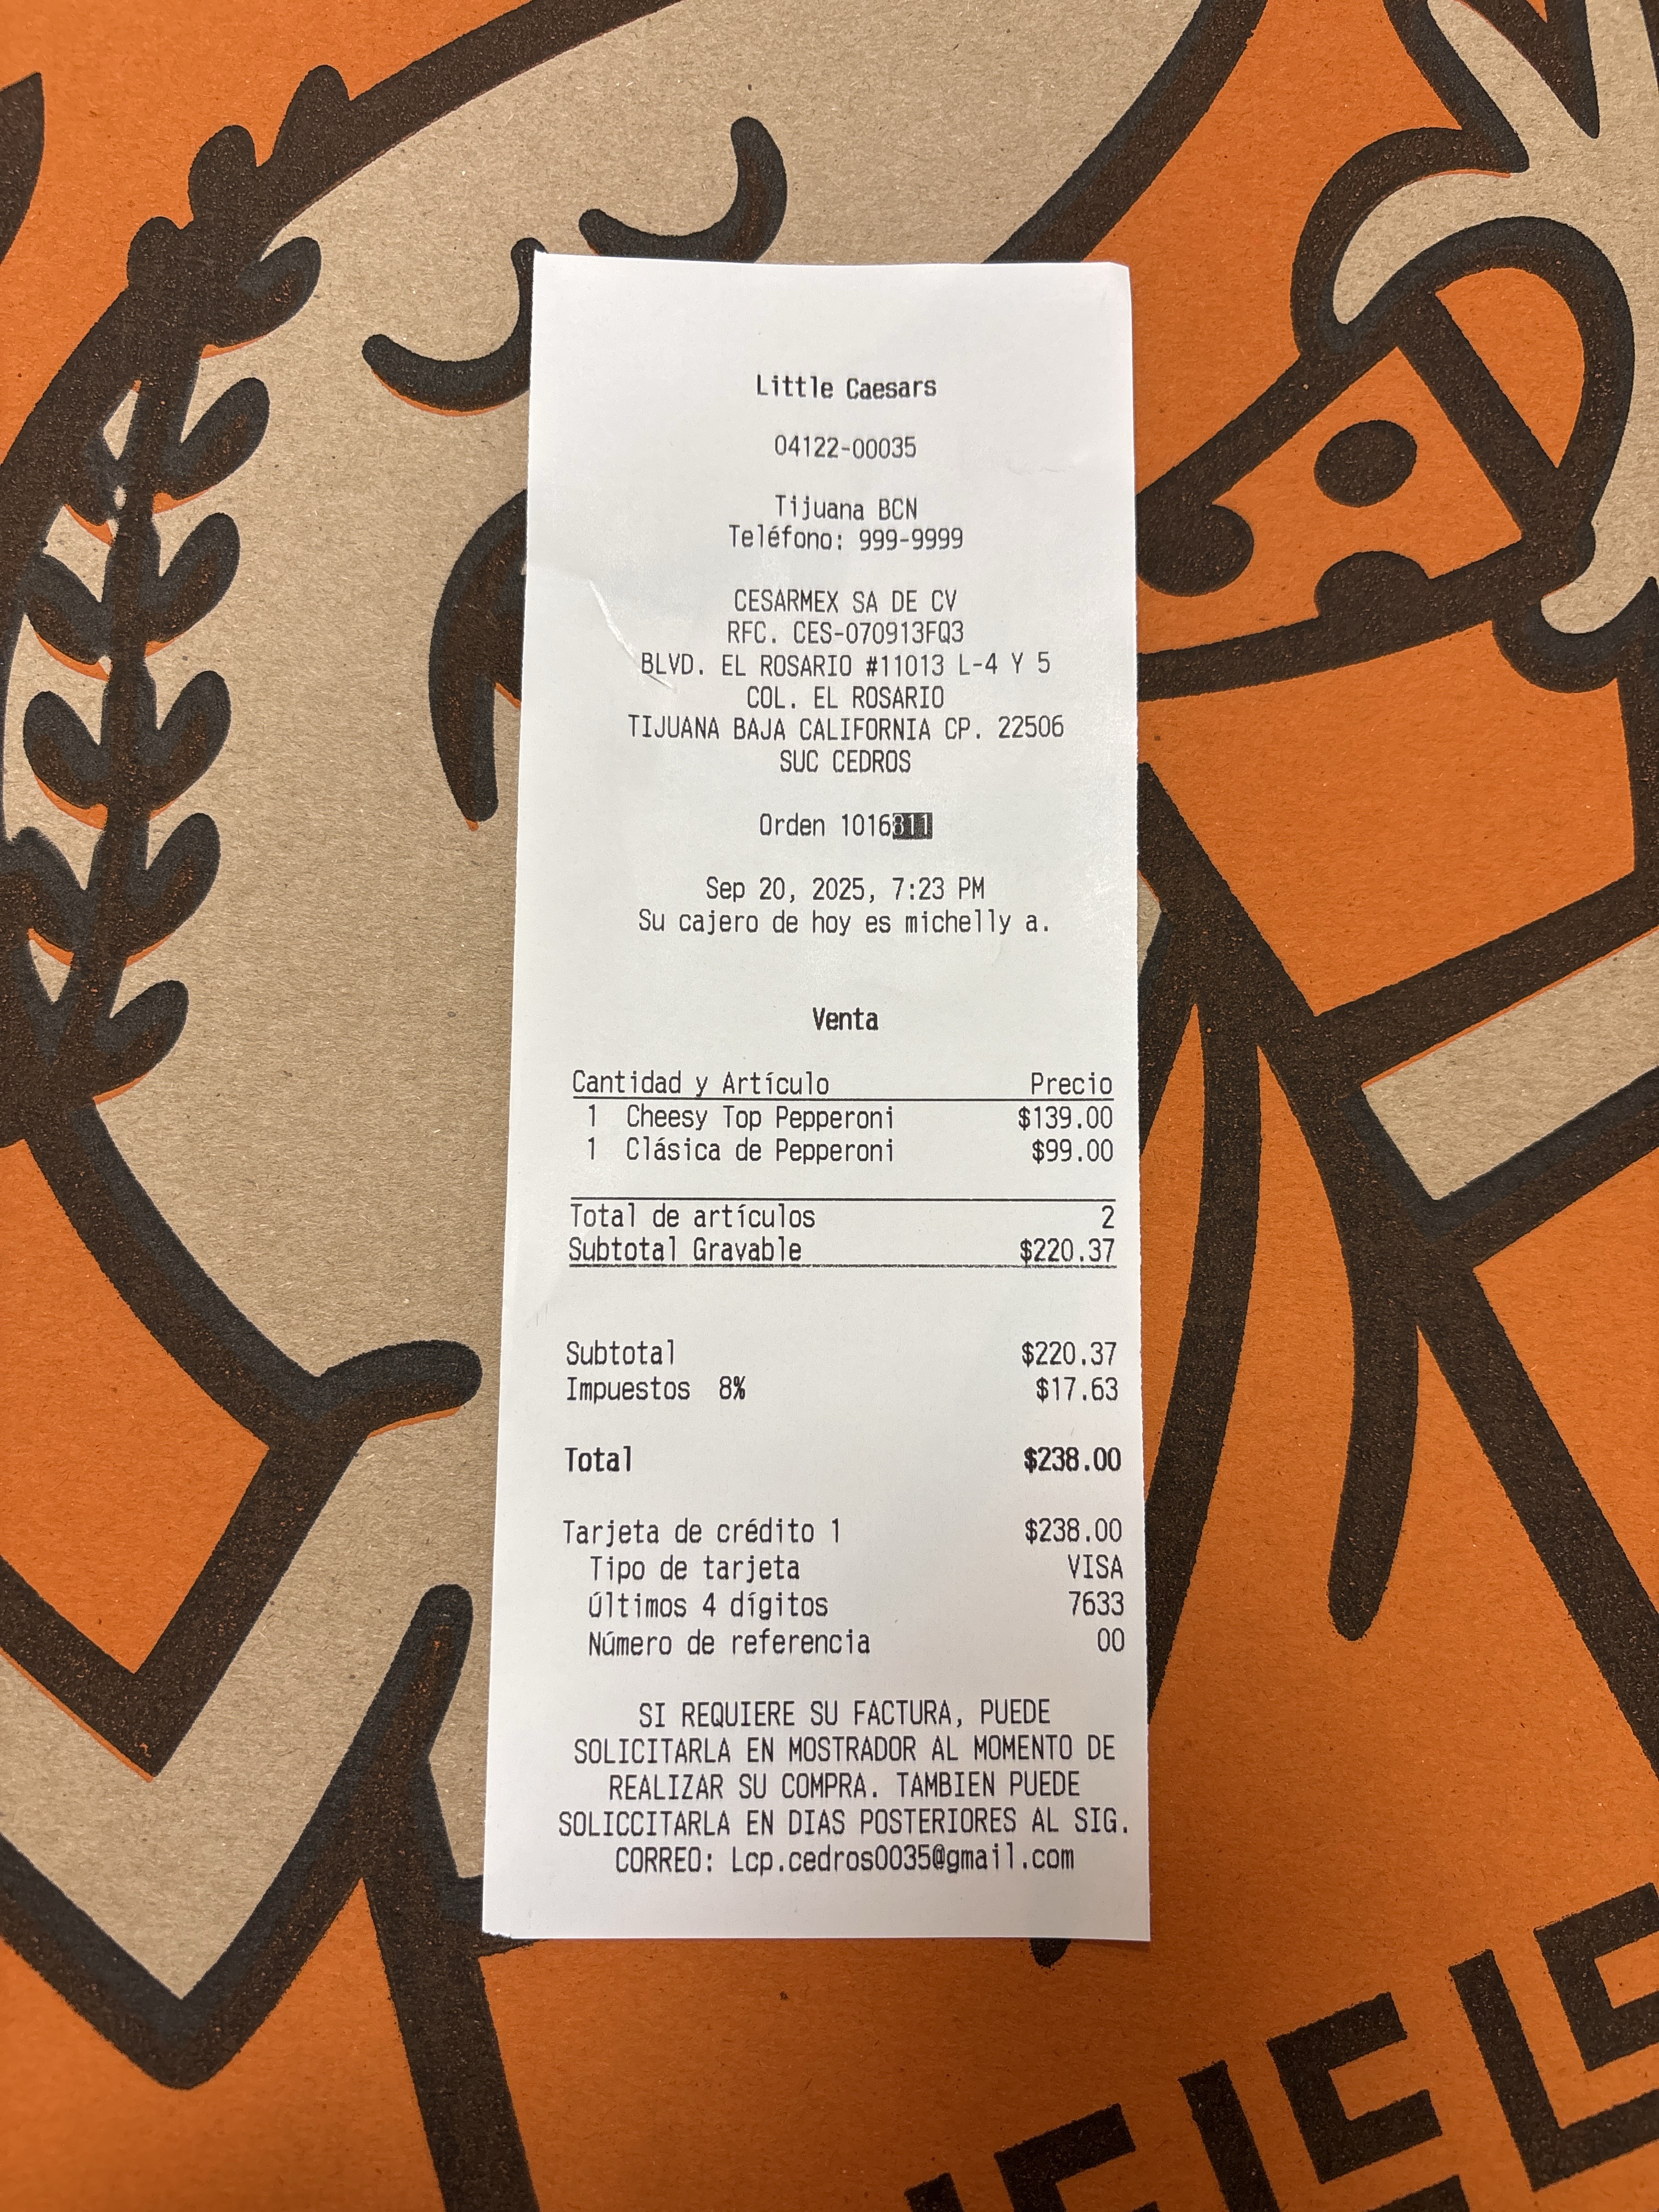 Little Caesars
04122-00035
Tijuana BCN
Teléfono: 999-9999
CESARMEX SA DE CV
RFC. CES-070913FQ3
BLVD. EL ROSARIO #11013 L-4 Y 5
COL. EL ROSARIO
TIJUANA BAJA CALIFORNIA CP. 22506
SUC CEDROS
Orden 1016811
Sep 20, 2025, 7:23 PM
Su cajero de hoy es michelly a.
Venta
Cantidad y Artículo Precio
1 Cheesy Top Pepperoni $139.00
1 Clásica de Pepperoni $99.00
Total de artículos 2
Subtotal Gravable $220.37
Subtotal $220.37
Impuestos 8% $17.63
Total $238.00
Tarjeta de crédito 1 $238.00
Tipo de tarjeta VISA
Últimos 4 dígitos 7633
Número de referencia 00
SI REQUIERE SU FACTURA, PUEDE
SOLICITARLA EN MOSTRADOR AL MOMENTO DE
REALIZAR SU COMPRA. TAMBIEN PUEDE
SOLICCITARLA EN DIAS POSTERIORES AL SIG.
CORREO: Lcp.cedros0035@gmail.com